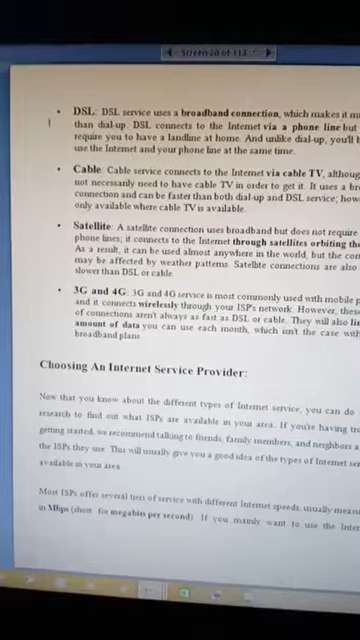 Screen 20 of 112
• DSL: DSL service uses a broadband connection, which makes it mu
than dial-up. DSL connects to the Internet via a phone line but
require you to have a landline at home. And unlike dial-up, you'll b
use the Internet and your phone line at the same time.
• Cable: Cable service connects to the Internet via cable TV, althoug
not necessarily need to have cable TV in order to get it. It uses a bro
connection and can be faster than both dial-up and DSL service; how
only available where cable TV is available.
• Satellite: A satellite connection uses broadband but does not require
phone lines; it connects to the Internet through satellites orbiting the
As a result, it can be used almost anywhere in the world, but the con
may be affected by weather patterns. Satellite connections are also
slower than DSL or cable.
• 3G and 4G: 3G and 4G service is most commonly used with mobile p
and it connects wirelessly through your ISP's network. However, thes
of connections aren't always as fast as DSL or cable. They will also li
amount of data you can use each month, which isn't the case with
broadband plans.
Choosing An Internet Service Provider:
Now that you know about the different types of Internet service, you can do
research to find out what ISPs are available in your area. If you're having tro
getting started, we recommend talking to friends, family members, and neighbors a
the ISPs they use. This will usually give you a good idea of the types of Internet ser
available in your area.
Most ISPs offer several tiers of service with different Internet speeds, usually measu
in Mbps (short for megabits per second). If you mainly want to use the Inter